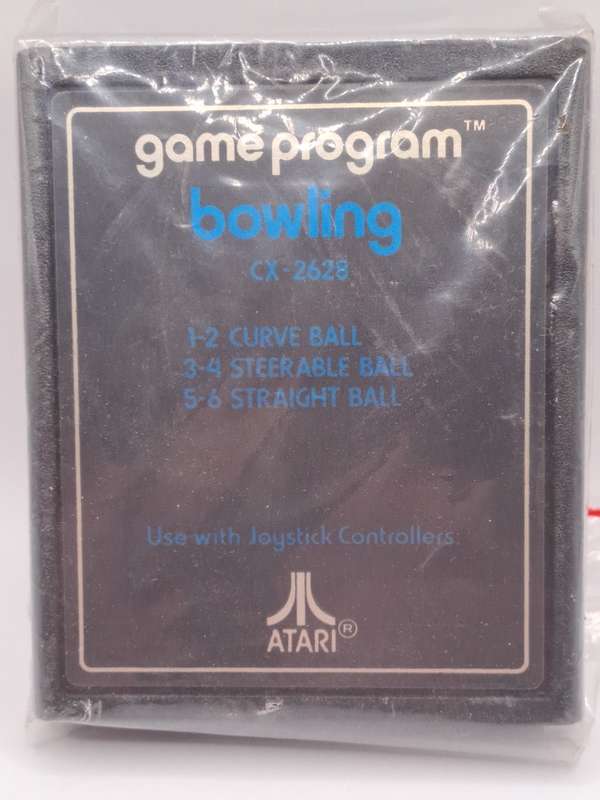 game program™
bowling
CX-2628
1-2 CURVE BALL
3-4 STEERABLE BALL
5-6 STRAIGHT BALL
Use with Joystick Controllers.
ATARI®